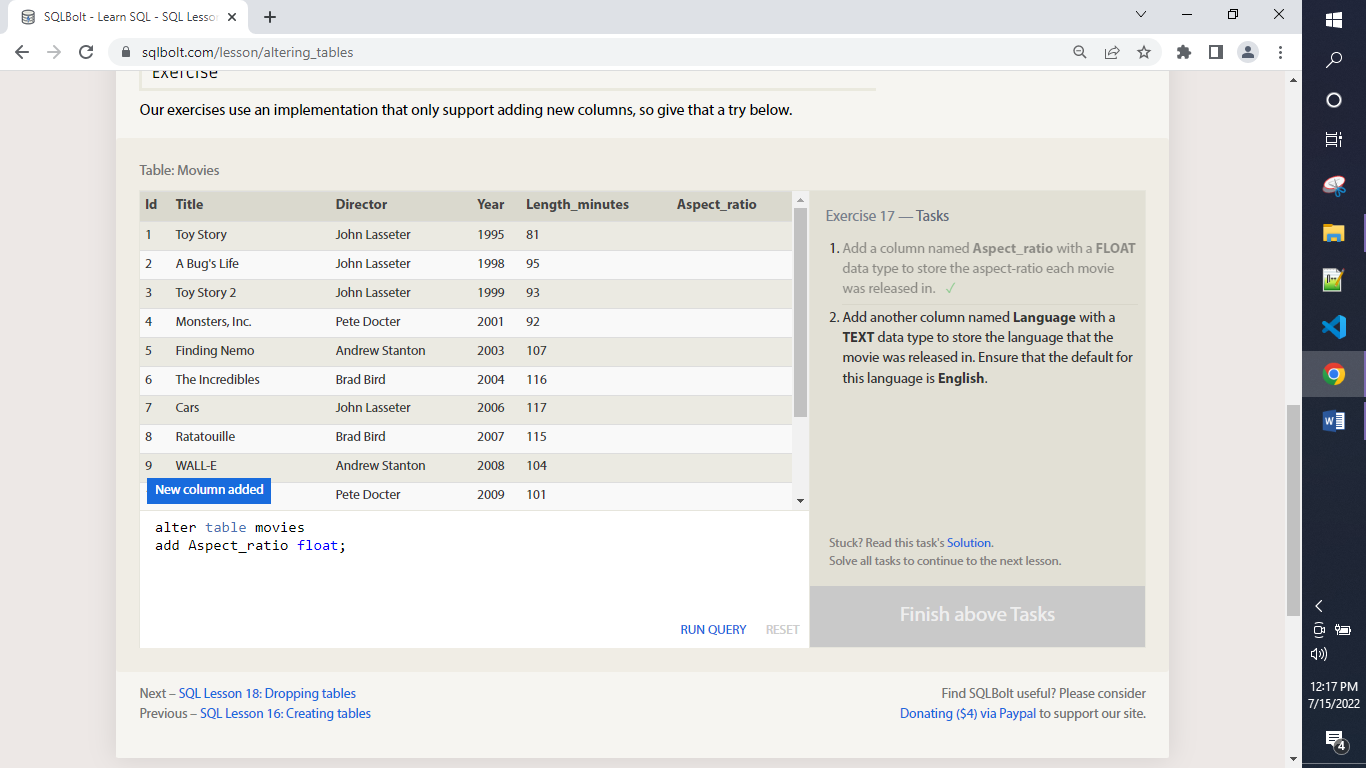 SQLBolt - Learn SQL - SQL Lesson
sqlbolt.com/lesson/altering_tables
Exercise
Our exercises use an implementation that only support adding new columns, so give that a try below.
Table: Movies
Id Title Director Year Length_minutes Aspect_ratio
1 Toy Story John Lasseter 1995 81
2 A Bug's Life John Lasseter 1998 95
3 Toy Story 2 John Lasseter 1999 93
4 Monsters, Inc. Pete Docter 2001 92
5 Finding Nemo Andrew Stanton 2003 107
6 The Incredibles Brad Bird 2004 116
7 Cars John Lasseter 2006 117
8 Ratatouille Brad Bird 2007 115
9 WALL-E Andrew Stanton 2008 104
Pete Docter 2009 101
New column added
alter table movies
add Aspect_ratio float;
RUN QUERY RESET
Exercise 17 — Tasks
1. Add a column named Aspect_ratio with a FLOAT
data type to store the aspect-ratio each movie
was released in. ✓
2. Add another column named Language with a
TEXT data type to store the language that the
movie was released in. Ensure that the default for
this language is English.
Stuck? Read this task's Solution.
Solve all tasks to continue to the next lesson.
Finish above Tasks
Next – SQL Lesson 18: Dropping tables
Previous – SQL Lesson 16: Creating tables
Find SQLBolt useful? Please consider
Donating ($4) via Paypal to support our site.
12:17 PM
7/15/2022
4